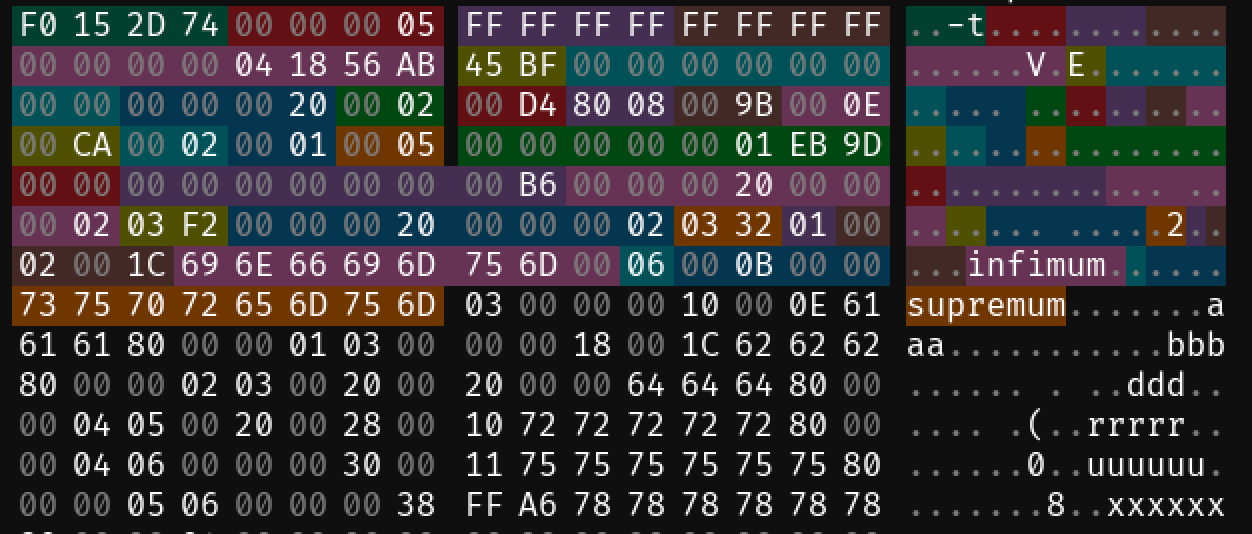 F0 15 2D 74 00 00 00 05 FF FF FF FF FF FF FF FF ..-t............
00 00 00 00 04 18 56 AB 45 BF 00 00 00 00 00 00 ......V.E.......
00 00 00 00 00 20 00 02 00 D4 80 08 00 9B 00 0E ..... ..........
00 CA 00 02 00 01 00 05 00 00 00 00 00 01 EB 9D ................
00 00 00 00 00 00 00 00 00 B6 00 00 00 20 00 00 ............. ..
00 02 03 F2 00 00 00 20 00 00 00 02 03 32 01 00 ....... .....2..
02 00 1C 69 6E 66 69 6D 75 6D 00 06 00 0B 00 00 ...infimum......
73 75 70 72 65 6D 75 6D 03 00 00 00 10 00 0E 61 supremum.......a
61 61 80 00 00 01 03 00 00 00 18 00 1C 62 62 62 aa...........bbb
80 00 00 02 03 00 20 00 20 00 00 64 64 64 80 00 ...... . ..ddd..
00 04 05 00 20 00 28 00 10 72 72 72 72 72 80 00 .... .(..rrrrr..
00 04 06 00 00 00 30 00 11 75 75 75 75 75 75 80 ......0..uuuuuu.
00 00 05 06 00 00 00 38 FF A6 78 78 78 78 78 78 .......8..xxxxxx